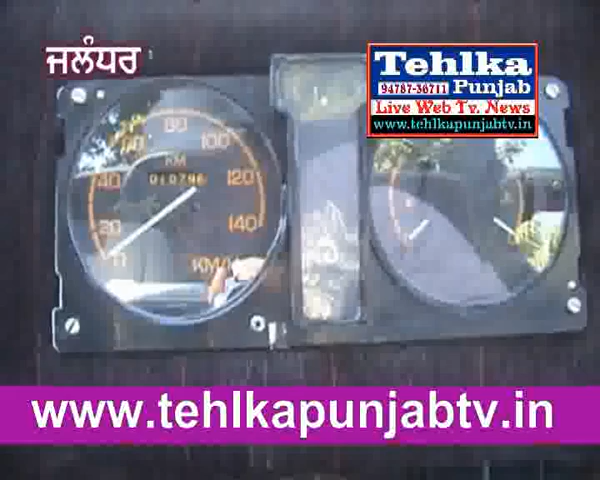 ਜਲੰਧਰ
Tehlka
94787-36711 Punjab
Live Web Tv. News
www.tehlkapunjabtv.in
80
100
KM
010796
40
120
20
140
KM/
www.tehlkapunjabtv.in